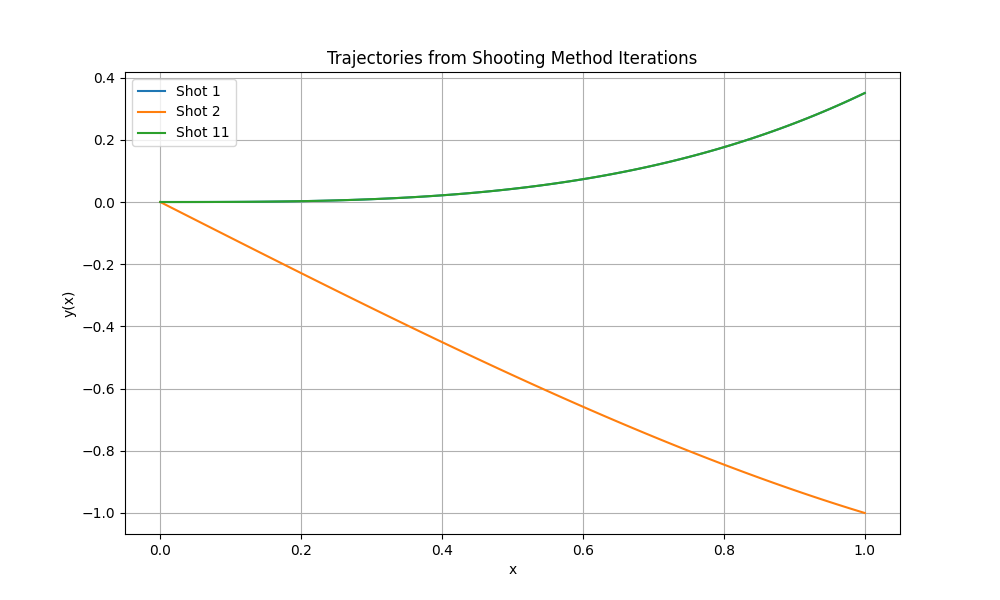 Trajectories from Shooting Method Iterations
Shot 1
Shot 2
Shot 11
y(x)
0.4
0.2
0.0
−0.2
−0.4
−0.6
−0.8
−1.0
0.0 0.2 0.4 0.6 0.8 1.0
x